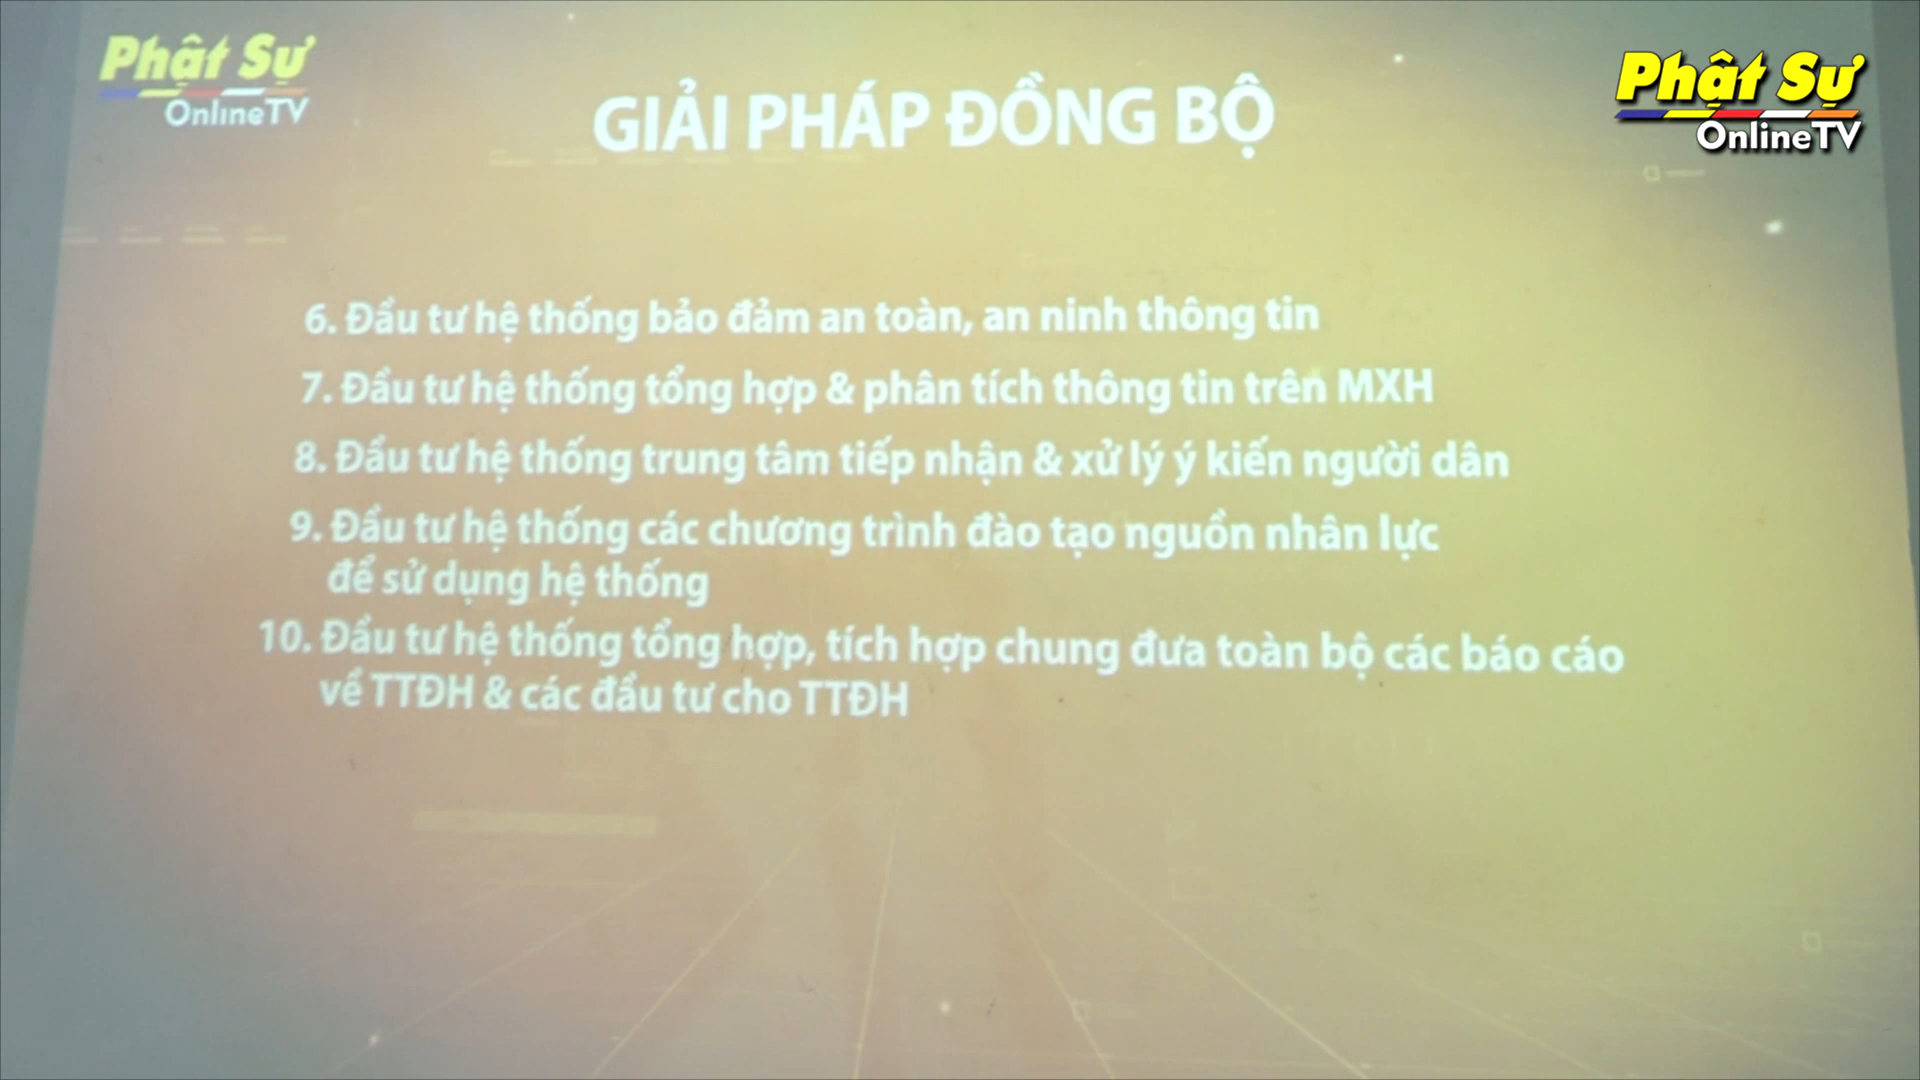 Phật Sự
OnlineTV
Phật Sự
OnlineTV
GIẢI PHÁP ĐỒNG BỘ
6. Đầu tư hệ thống bảo đảm an toàn, an ninh thông tin
7. Đầu tư hệ thống tổng hợp & phân tích thông tin trên MXH
8. Đầu tư hệ thống trung tâm tiếp nhận & xử lý ý kiến người dân
9. Đầu tư hệ thống các chương trình đào tạo nguồn nhân lực
để sử dụng hệ thống
10. Đầu tư hệ thống tổng hợp, tích hợp chung đưa toàn bộ các báo cáo
về TTĐH & các đầu tư cho TTĐH